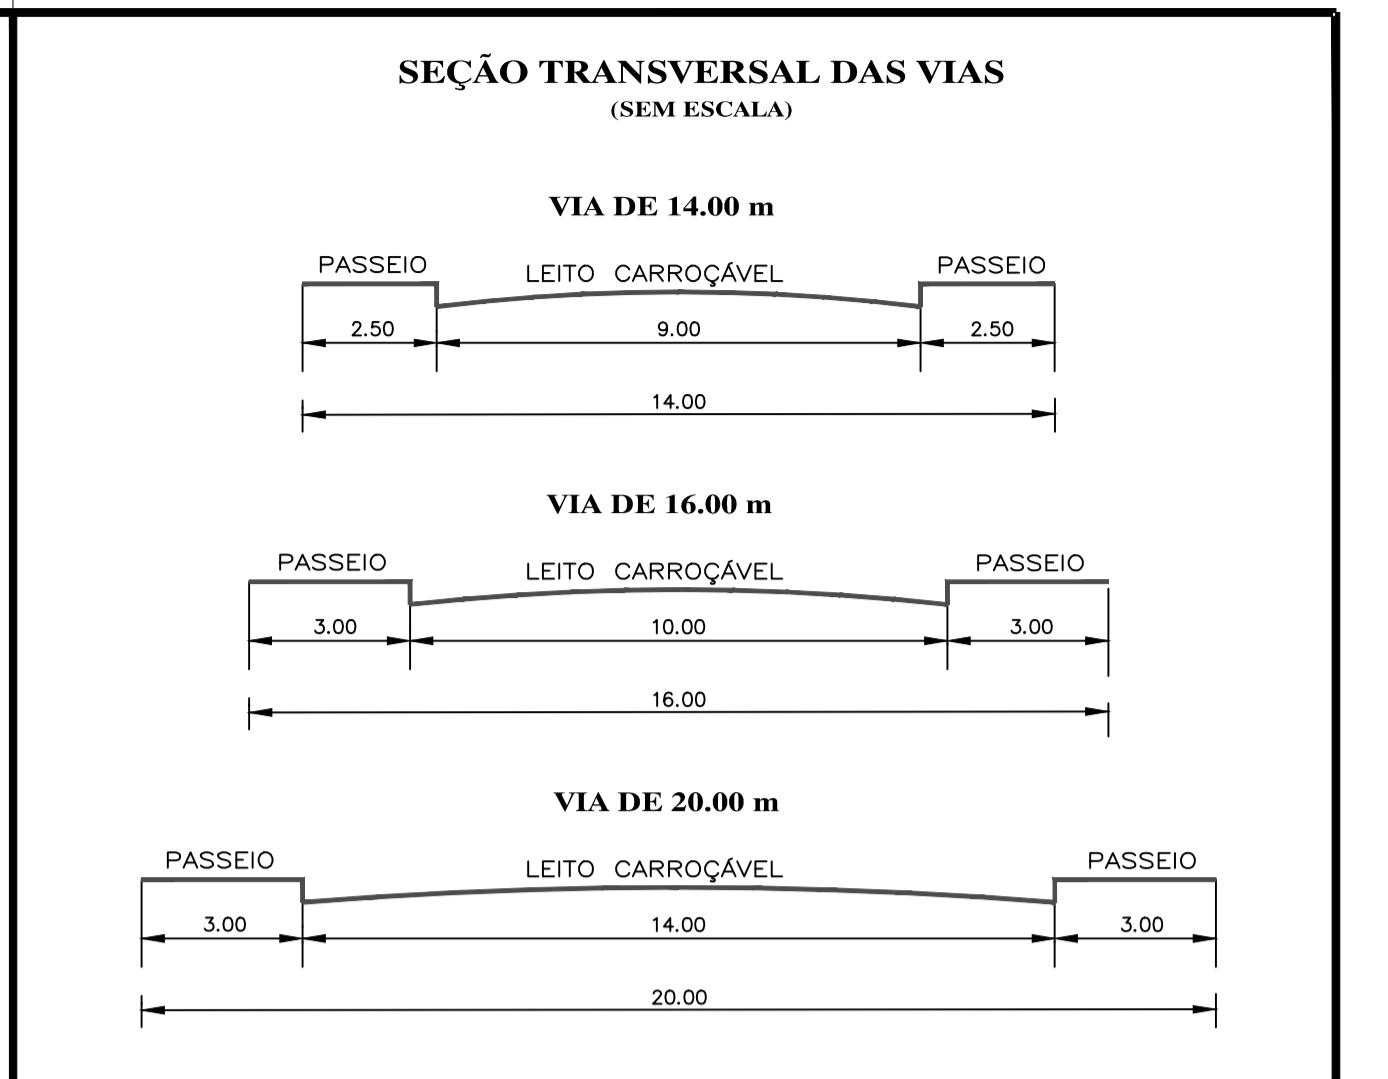 SEÇÃO TRANSVERSAL DAS VIAS
(SEM ESCALA)
VIA DE 14.00 m
PASSEIO LEITO CARROÇÁVEL PASSEIO
2.50 9.00 2.50
14.00
VIA DE 16.00 m
PASSEIO LEITO CARROÇÁVEL PASSEIO
3.00 10.00 3.00
16.00
VIA DE 20.00 m
PASSEIO LEITO CARROÇÁVEL PASSEIO
3.00 14.00 3.00
20.00